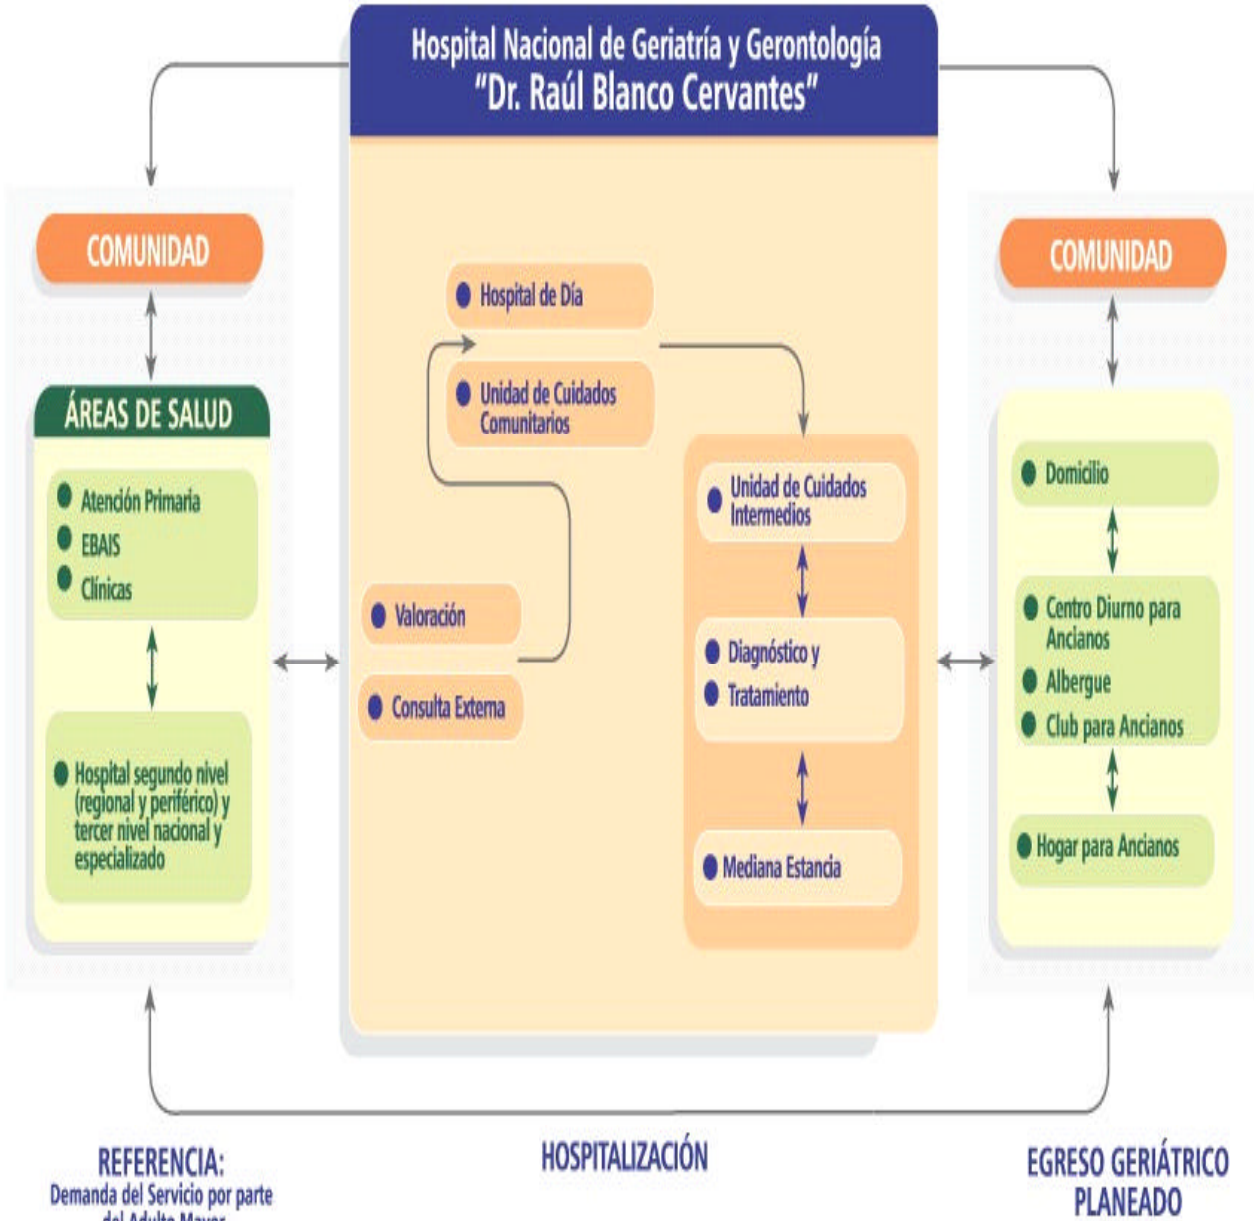 Hospital Nacional de Geriatría y Gerontología
“Dr. Raúl Blanco Cervantes”
COMUNIDAD
ÁREAS DE SALUD
Atención Primaria
EBAIS
Clínicas
Hospital segundo nivel
(regional y periférico) y
tercer nivel nacional y
especializado
Hospital de Día
Unidad de Cuidados
Comunitarios
Valoración
Consulta Externa
Unidad de Cuidados
Intermedios
Diagnóstico y
Tratamiento
Mediana Estancia
COMUNIDAD
Domicilio
Centro Diurno para
Ancianos
Albergue
Club para Ancianos
Hogar para Ancianos
REFERENCIA:
Demanda del Servicio por parte
del Adulto Mayor
HOSPITALIZACIÓN
EGRESO GERIÁTRICO
PLANEADO